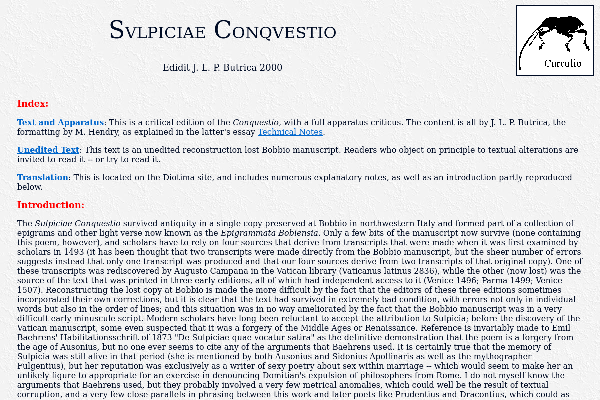 SVLPICIAE CONQVESTIO
Edidit J. L. P. Butrica 2000
Curculio
Index:
Text and Apparatus: This is a critical edition of the Conquestio, with a full apparatus criticus. The content is all by J. L. P. Butrica, the
formatting by M. Hendry, as explained in the latter's essay Technical Notes.
Unedited Text: This text is an unedited reconstruction lost Bobbio manuscript. Readers who object on principle to textual alterations are
invited to read it -- or try to read it.
Translation: This is located on the Diotima site, and includes numerous explanatory notes, as well as an introduction partly reproduced
below.
Introduction:
The Sulpiciae Conquestio survived antiquity in a single copy preserved at Bobbio in northwestern Italy and formed part of a collection of
epigrams and other light verse now known as the Epigrammata Bobiensia. Only a few bits of the manuscript now survive (none containing
this poem, however), and scholars have to rely on four sources that derive from transcripts that were made when it was first examined by
scholars in 1493 (it has been thought that two transcripts were made directly from the Bobbio manuscript, but the sheer number of errors
suggests instead that only one transcript was produced and that our four sources derive from two transcripts of that original copy). One of
these transcripts was rediscovered by Augusto Campana in the Vatican library (Vaticanus latinus 2836), while the other (now lost) was the
source of the text that was printed in three early editions, all of which had independent access to it (Venice 1496; Parma 1499; Venice
1507). Reconstructing the lost copy at Bobbio is made the more difficult by the fact that the editors of these three editions sometimes
incorporated their own corrections, but it is clear that the text had survived in extremely bad condition, with errors not only in individual
words but also in the order of lines; and this situation was in no way ameliorated by the fact that the Bobbio manuscript was in a very
difficult early minuscule script. Modern scholars have long been reluctant to accept the attribution to Sulpicia; before the discovery of the
Vatican manuscript, some even suspected that it was a forgery of the Middle Ages or Renaissance. Reference is invariably made to Emil
Baehrens' Habilitationsschrift of 1873 "De Sulpiciae quae vocatur satira" as the definitive demonstration that the poem is a forgery from
the age of Ausonius, but no one ever seems to cite any of the arguments that Baehrens used. It is certainly true that the memory of
Sulpicia was still alive in that period (she is mentioned by both Ausonius and Sidonius Apollinaris as well as the mythographer
Fulgentius), but her reputation was exclusively as a writer of sexy poetry about sex within marriage -- which would seem to make her an
unlikely figure to appropriate for an exercise in denouncing Domitian's expulsion of philosophers from Rome. I do not myself know the
arguments that Baehrens used, but they probably involved a very few metrical anomalies, which could well be the result of textual
corruption, and a very few close parallels in phrasing between this work and later poets like Prudentius and Dracontius, which could as